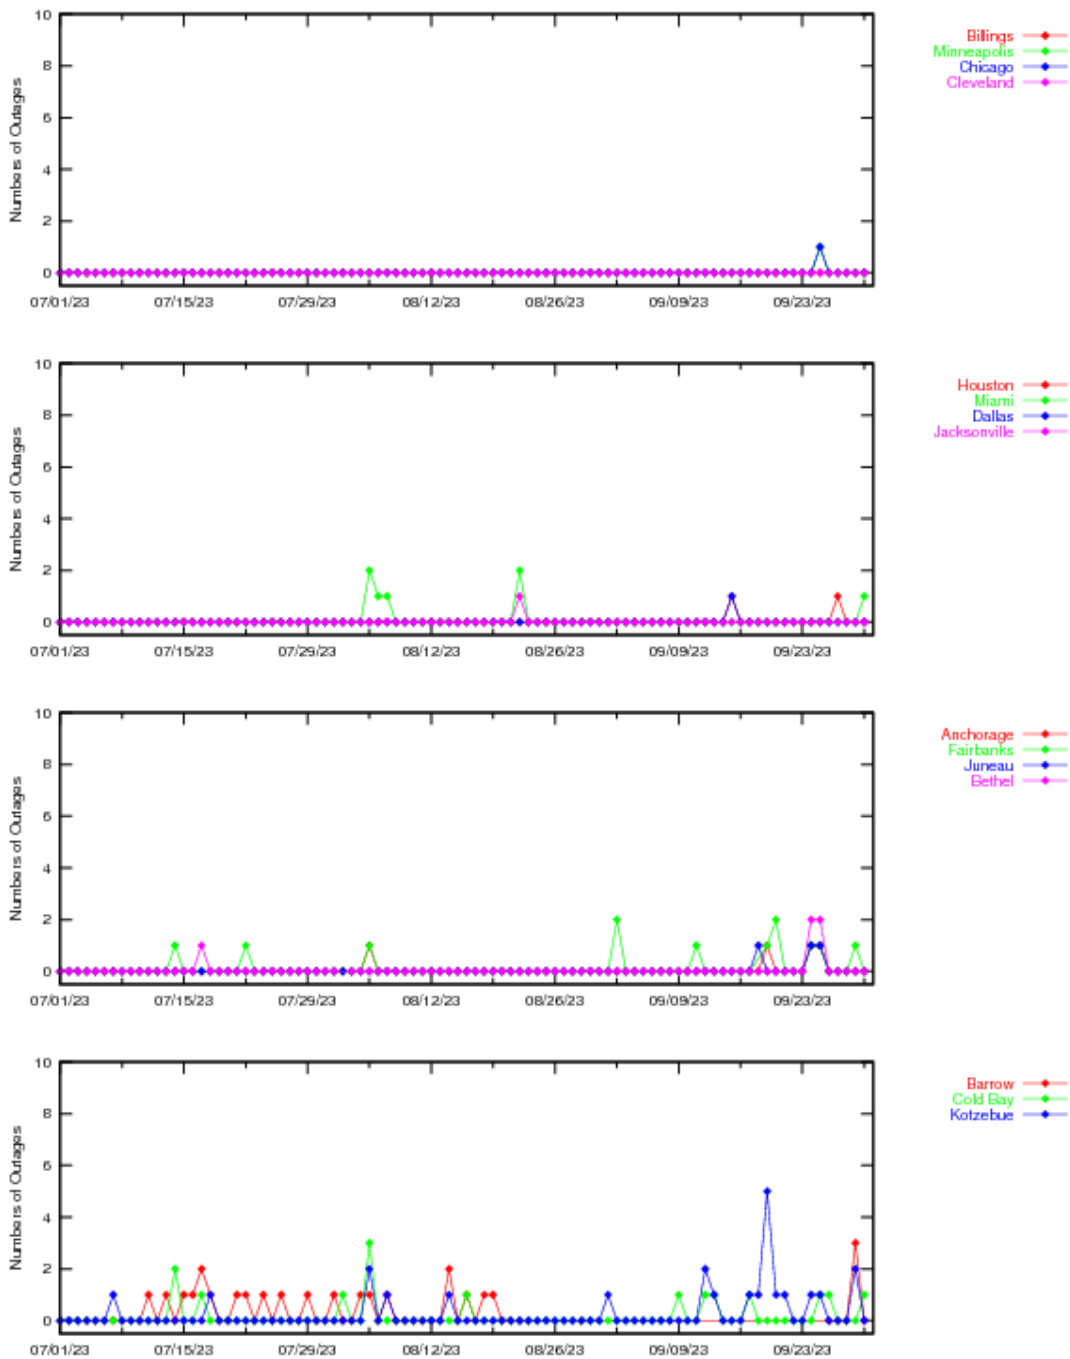 10
8
6
4
2
0
Numbers of Outages
07/01/23 07/15/23 07/29/23 08/12/23 08/26/23 09/09/23 09/23/23
Billings
Minneapolis
Chicago
Cleveland
10
8
6
4
2
0
Numbers of Outages
07/01/23 07/15/23 07/29/23 08/12/23 08/26/23 09/09/23 09/23/23
Houston
Miami
Dallas
Jacksonville
10
8
6
4
2
0
Numbers of Outages
07/01/23 07/15/23 07/29/23 08/12/23 08/26/23 09/09/23 09/23/23
Anchorage
Fairbanks
Juneau
Bethel
10
8
6
4
2
0
Numbers of Outages
07/01/23 07/15/23 07/29/23 08/12/23 08/26/23 09/09/23 09/23/23
Barrow
Cold Bay
Kotzebue